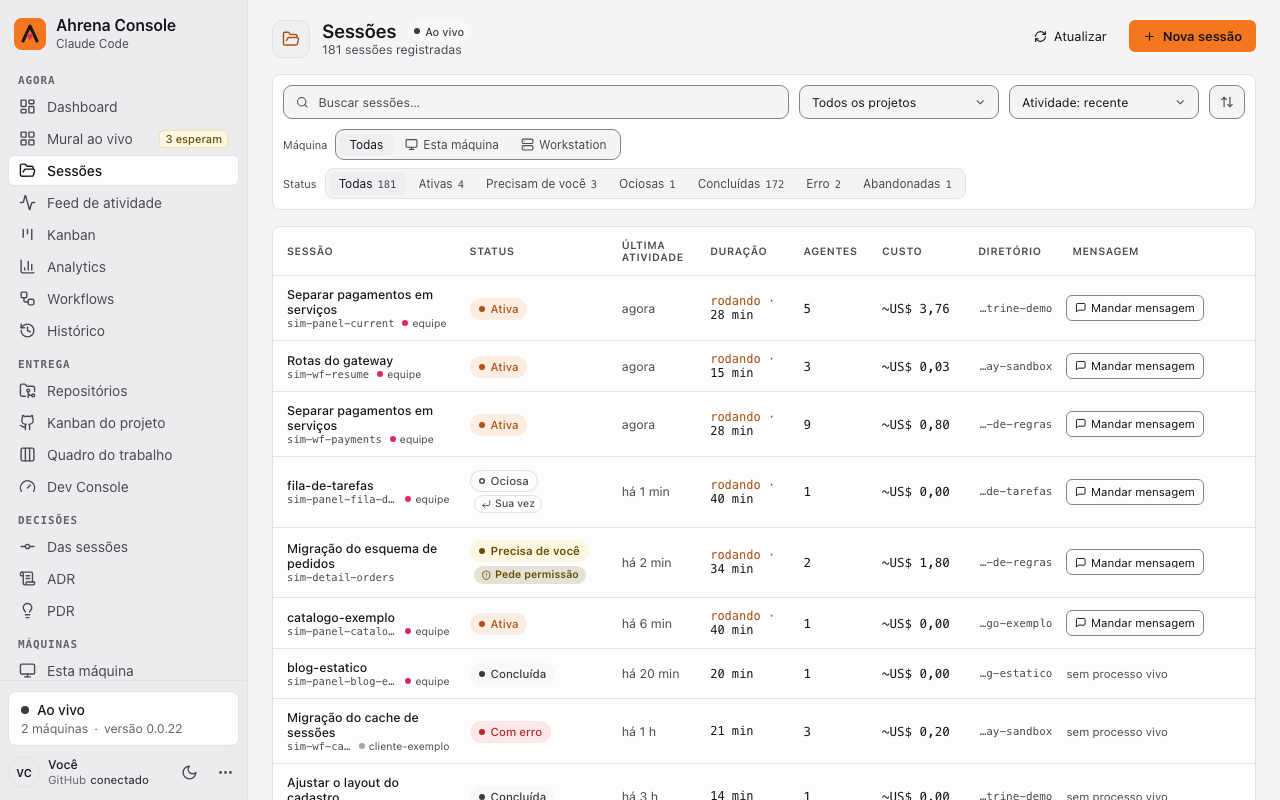 Ahrena Console
Claude Code
AGORA
Dashboard
Mural ao vivo 3 esperam
Sessões
Feed de atividade
Kanban
Analytics
Workflows
Histórico
ENTREGA
Repositórios
Kanban do projeto
Quadro do trabalho
Dev Console
DECISÕES
Das sessões
ADR
PDR
MÁQUINAS
Esta máquina
Ao vivo
2 máquinas · versão 0.0.22
VC
Você
GitHub conectado
Sessões Ao vivo
181 sessões registradas
Atualizar
Nova sessão
Buscar sessões…
Todos os projetos
Atividade: recente
Máquina Todas Esta máquina Workstation
Status Todas 181 Ativas 4 Precisam de você 3 Ociosas 1 Concluídas 172 Erro 2 Abandonadas 1
SESSÃO STATUS ÚLTIMA ATIVIDADE DURAÇÃO AGENTES CUSTO DIRETÓRIO MENSAGEM
Separar pagamentos em
serviços
sim-panel-current equipe
Ativa
agora
rodando ·
28 min
5
~US$ 3,76
…trine-demo
Mandar mensagem
Rotas do gateway
sim-wf-resume equipe
Ativa
agora
rodando ·
15 min
3
~US$ 0,03
…ay-sandbox
Mandar mensagem
Separar pagamentos em
serviços
sim-wf-payments equipe
Ativa
agora
rodando ·
28 min
9
~US$ 0,80
…-de-regras
Mandar mensagem
fila-de-tarefas
sim-panel-fila-d… equipe
Ociosa
Sua vez
há 1 min
rodando ·
40 min
1
~US$ 0,00
…de-tarefas
Mandar mensagem
Migração do esquema de
pedidos
sim-detail-orders
Precisa de você
Pede permissão
há 2 min
rodando ·
34 min
2
~US$ 1,80
…-de-regras
Mandar mensagem
catalogo-exemplo
sim-panel-catalo… equipe
Ativa
há 6 min
rodando ·
40 min
1
~US$ 0,00
…go-exemplo
Mandar mensagem
blog-estatico
sim-panel-blog-e… equipe
Concluída
há 20 min
20 min
1
~US$ 0,00
…g-estatico
sem processo vivo
Migração do cache de
sessões
sim-wf-ca… cliente-exemplo
Com erro
há 1 h
21 min
3
~US$ 0,20
…ay-sandbox
sem processo vivo
Ajustar o layout do
cadastro
Concluída
há 3 h
14 min
1
~US$ 0,00
…trine-demo
sem processo vivo